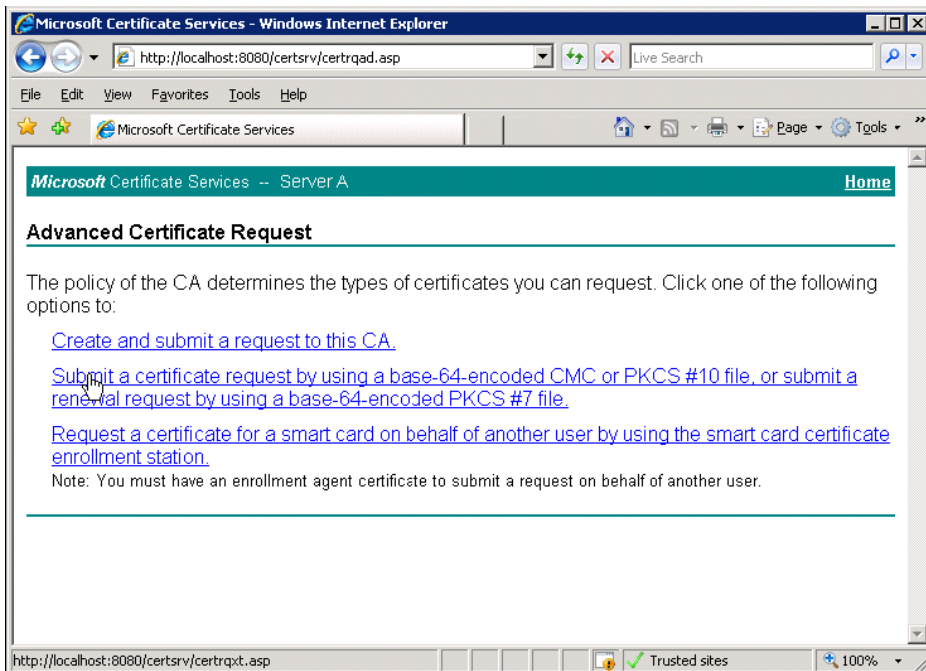 Microsoft Certificate Services - Windows Internet Explorer
http://localhost:8080/certsrv/certrqad.asp
Live Search
File Edit View Favorites Tools Help
Microsoft Certificate Services
Page Tools »
Microsoft Certificate Services -- Server A
Home
Advanced Certificate Request
The policy of the CA determines the types of certificates you can request. Click one of the following
options to:
Create and submit a request to this CA.
Submit a certificate request by using a base-64-encoded CMC or PKCS #10 file, or submit a
renewal request by using a base-64-encoded PKCS #7 file.
Request a certificate for a smart card on behalf of another user by using the smart card certificate
enrollment station.
Note: You must have an enrollment agent certificate to submit a request on behalf of another user.
http://localhost:8080/certsrv/certrqxt.asp
Trusted sites
100%